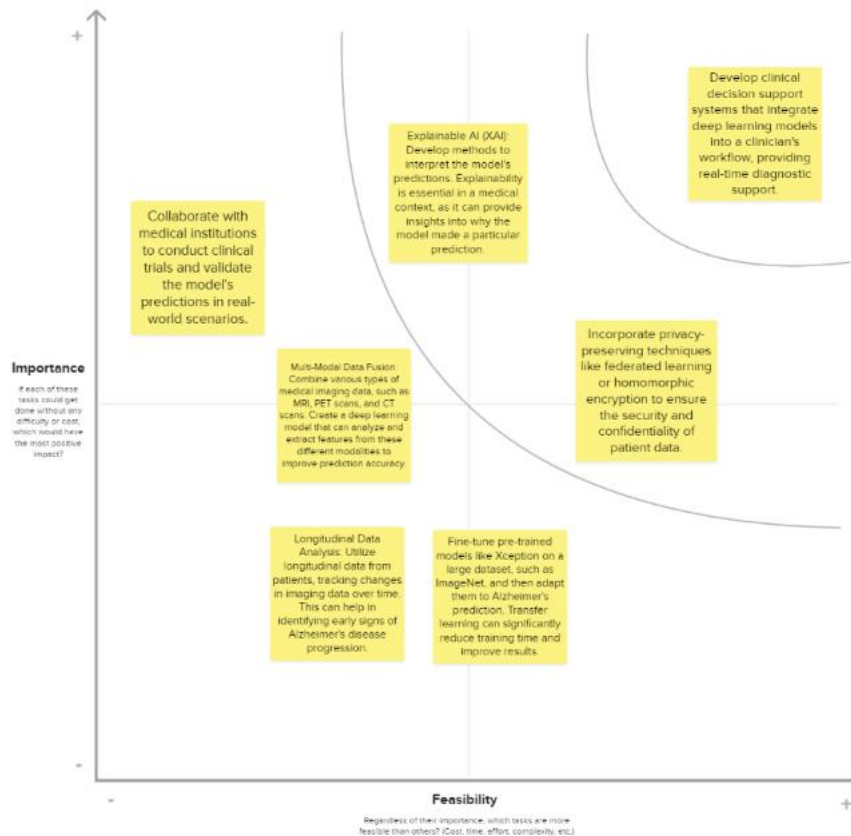 +
Develop clinical
decision support
systems that integrate
deep learning models
into a clinician's
workflow, providing
real-time diagnostic
support.
Explainable AI (XAI):
Develop methods to
interpret the model's
predictions. Explainability
is essential in a medical
context, as it can provide
insights into why the
model made a particular
prediction.
Collaborate with
medical institutions
to conduct clinical
trials and validate
the model's
predictions in real-
world scenarios.
Incorporate privacy-
preserving techniques
like federated learning
or homomorphic
encryption to ensure
the security and
confidentiality of
patient data.
Importance
If each of these
tasks could get
done without any
difficulty or cost,
which would have
the most positive
impact?
Multi-Modal Data Fusion:
Combine various types of
medical imaging data, such as
MRI, PET scans, and CT
scans. Create a deep learning
model that can analyze and
extract features from these
different modalities to
improve prediction accuracy.
Longitudinal Data
Analysis: Utilize
longitudinal data from
patients, tracking changes
in imaging data over time.
This can help in
identifying early signs of
Alzheimer's disease
progression.
Fine-tune pre-trained
models like Xception on a
large dataset, such as
ImageNet, and then adapt
them to Alzheimer's
prediction. Transfer
learning can significantly
reduce training time and
improve results.
-
-
Feasibility
+
Regardless of their importance, which tasks are more
feasible than others? (Cost, time, effort, complexity, etc.)